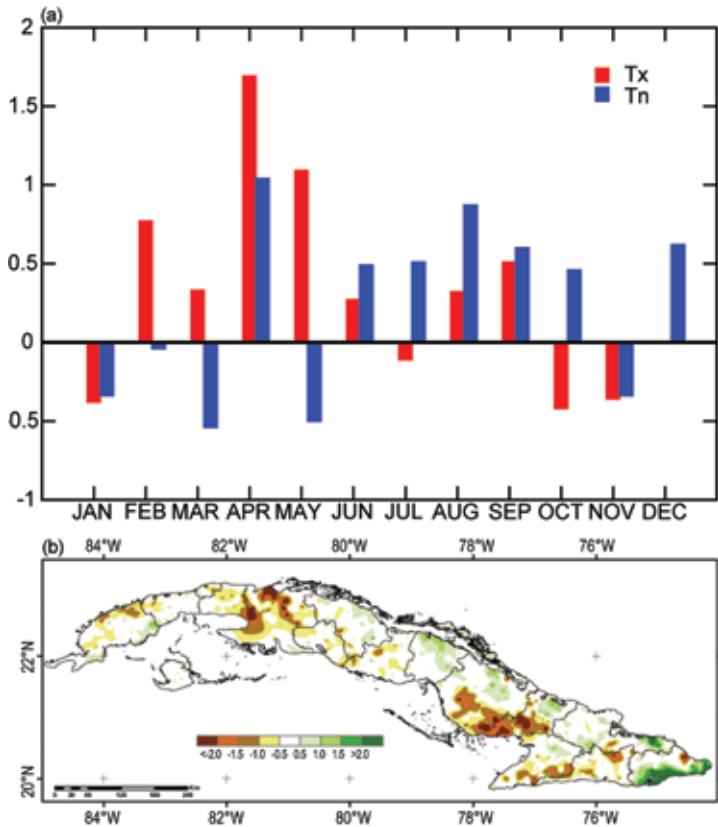 (a)
2
1.5
1
0.5
0
0.5
-1
Tx
Tn
JAN FEB MAR APR MAY JUN JUL AUG SEP OCT NOV DEC
(b)
84°W 82°W 80°W 78°W 76°W
22°N
20°N
<-2.0 -1.5 -1.0 -0.5 0.5 1.0 1.5 >2.0
84°W 82°W 80°W 78°W 76°W